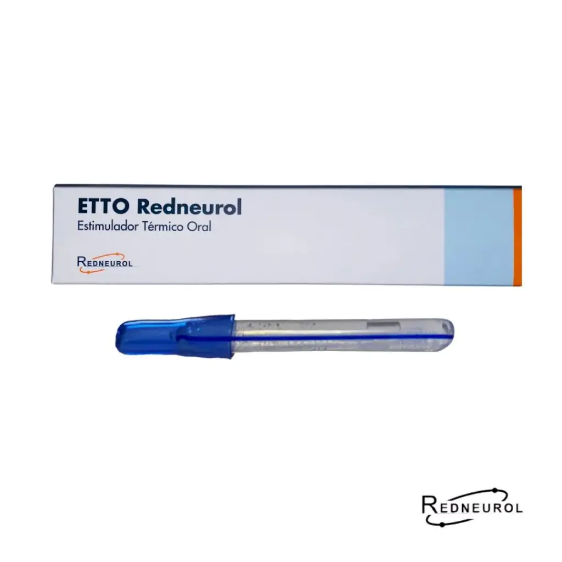 ETTO Redneurol
Estimulador Térmico Oral
REDNEUROL
REDNEUROL